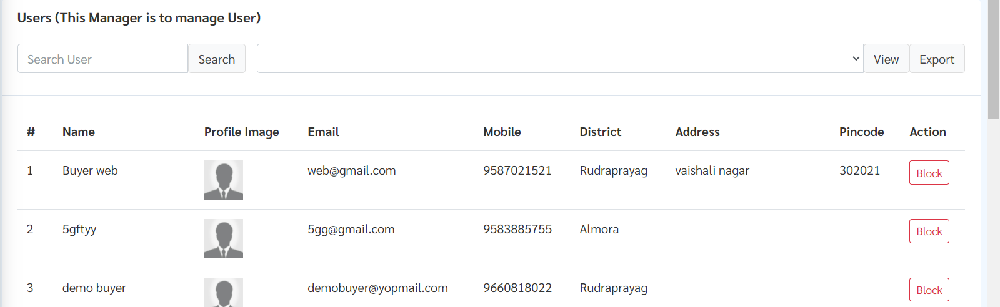 Users (This Manager is to manage User)
Search User Search View Export
# Name Profile Image Email Mobile District Address Pincode Action
1 Buyer web web@gmail.com 9587021521 Rudraprayag vaishali nagar 302021 Block
2 5gftyy 5gg@gmail.com 9583885755 Almora Block
3 demo buyer demobuyer@yopmail.com 9660818022 Rudraprayag Block